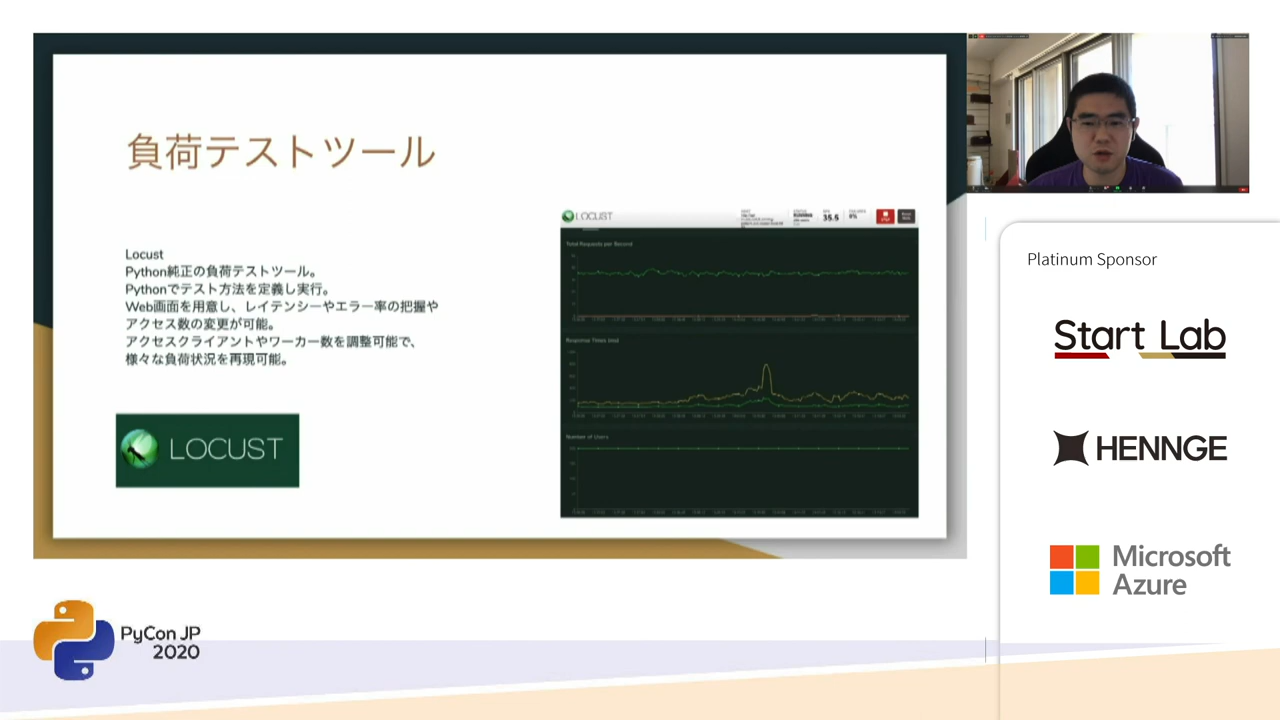 負荷テストツール
Locust
Python純正の負荷テストツール。
Pythonでテスト方法を定義し実行。
Web画面を用意し、レイテンシーやエラー率の把握や
アクセス数の変更が可能。
アクセスクライアントやワーカー数を調整可能で、
様々な負荷状況を再現可能。
LOCUST
LOCUST
35.5
Total Requests per Second
Response Times (ms)
Number of Users
Platinum Sponsor
Start Lab
HENNGE
Microsoft
Azure
PyCon JP
2020